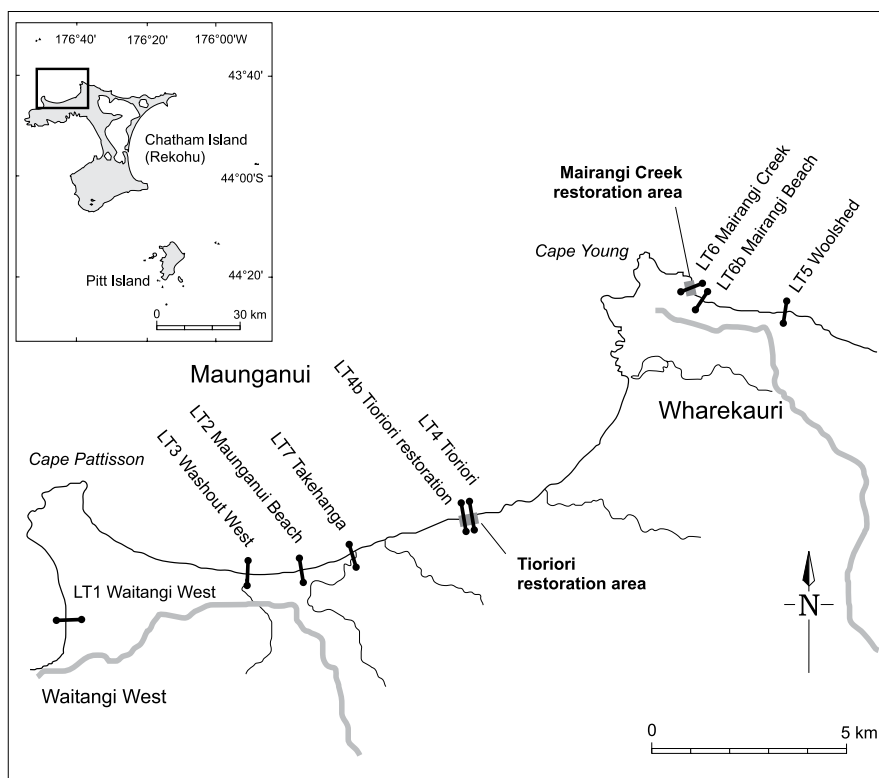 176°40' 176°20' 176°00'W
43°40'
Chatham Island
(Rekohu)
44°00'S
Pitt Island
44°20'
0 30 km
Mairangi Creek
restoration area
LT6 Mairangi Creek
LT6b Mairangi Beach
LT5 Woolshed
Cape Young
Maunganui
Wharekauri
LT4b Tioriori restoration
LT4 Tioriori
LT7 Takehanga
LT2 Maunganui Beach
LT3 Washout West
Cape Pattisson
Tioriori
restoration area
LT1 Waitangi West
N
Waitangi West
0 5 km